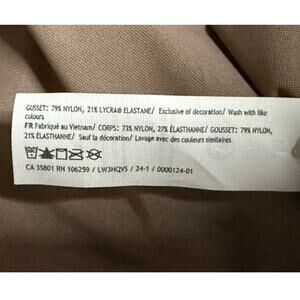 GUSSET: 79% NYLON, 21% LYCRA® ELASTANE/ Exclusive of decoration/ Wash with like
colours
FR Fabriqué au Vietnam/ CORPS: 73% NYLON, 27% ÉLASTHANNE/ GOUSSET: 79% NYLON,
21% ÉLASTHANNE/ Sauf la décoration/ Lavage avec des couleurs similaires
CA 35801 RN 106259 / LW3HQVS / 24-1 / 0000124-01